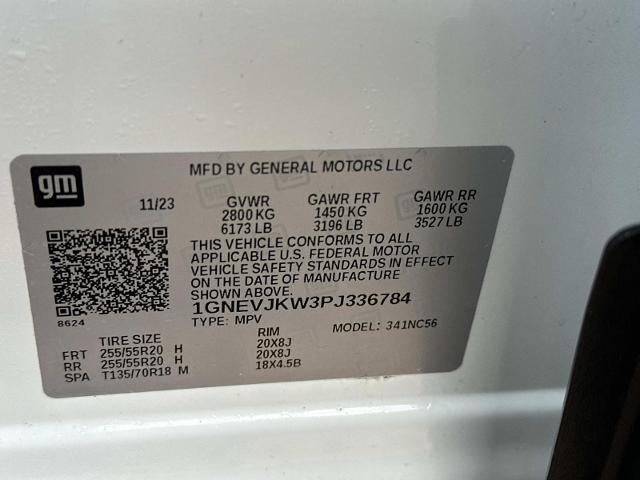 gm
MFD BY GENERAL MOTORS LLC
11/23 GVWR GAWR FRT GAWR RR
2800 KG 1450 KG 1600 KG
6173 LB 3196 LB 3527 LB
THIS VEHICLE CONFORMS TO ALL
APPLICABLE U.S. FEDERAL MOTOR
VEHICLE SAFETY STANDARDS IN EFFECT
ON THE DATE OF MANUFACTURE
SHOWN ABOVE.
8624 1GNEVJKW3PJ336784
TYPE: MPV MODEL: 341NC56
TIRE SIZE RIM
FRT 255/55R20 H 20X8J
RR 255/55R20 H 20X8J
SPA T135/70R18 M 18X4.5B